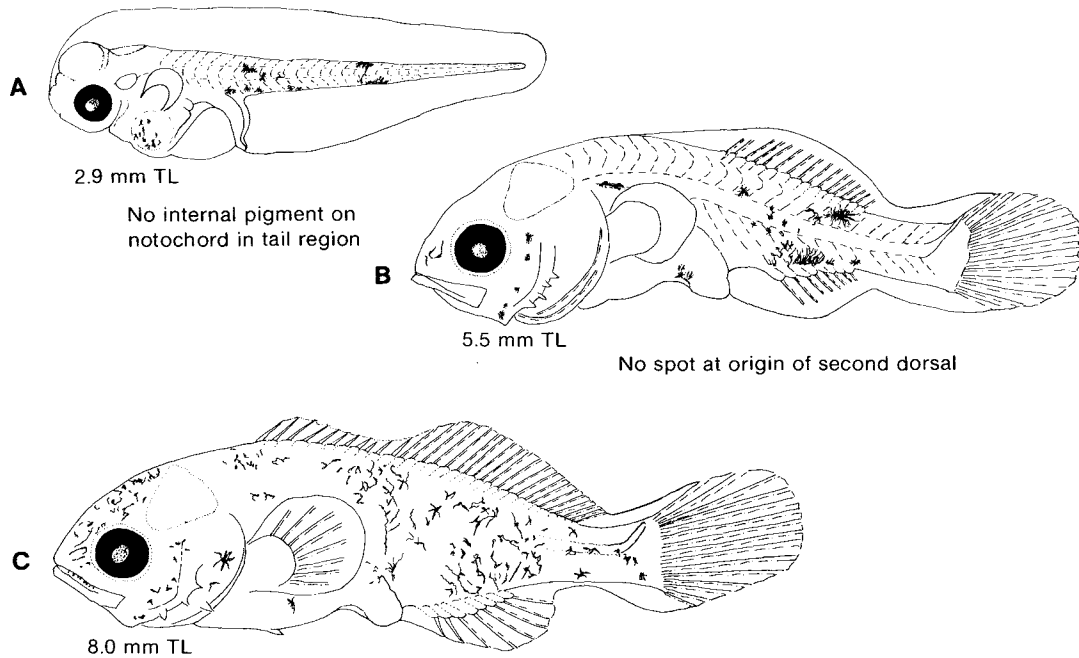 A
2.9 mm TL
No internal pigment on
notochord in tail region
B
5.5 mm TL
No spot at origin of second dorsal
C
8.0 mm TL